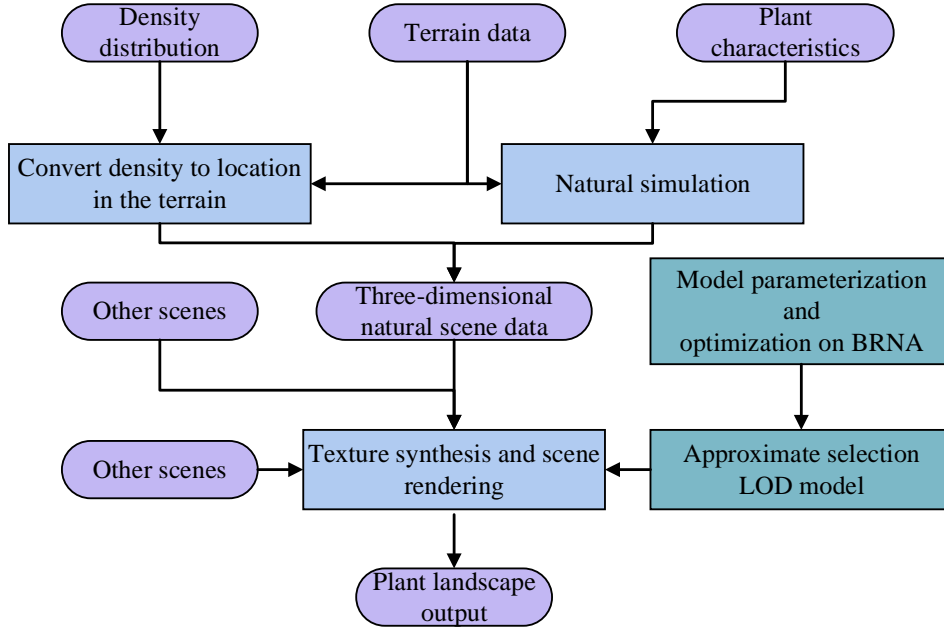 Density
distribution
Terrain data
Plant
characteristics
Convert density to location
in the terrain
Natural simulation
Other scenes
Three-dimensional
natural scene data
Model parameterization
and
optimization on BRNA
Other scenes
Texture synthesis and scene
rendering
Approximate selection
LOD model
Plant landscape
output